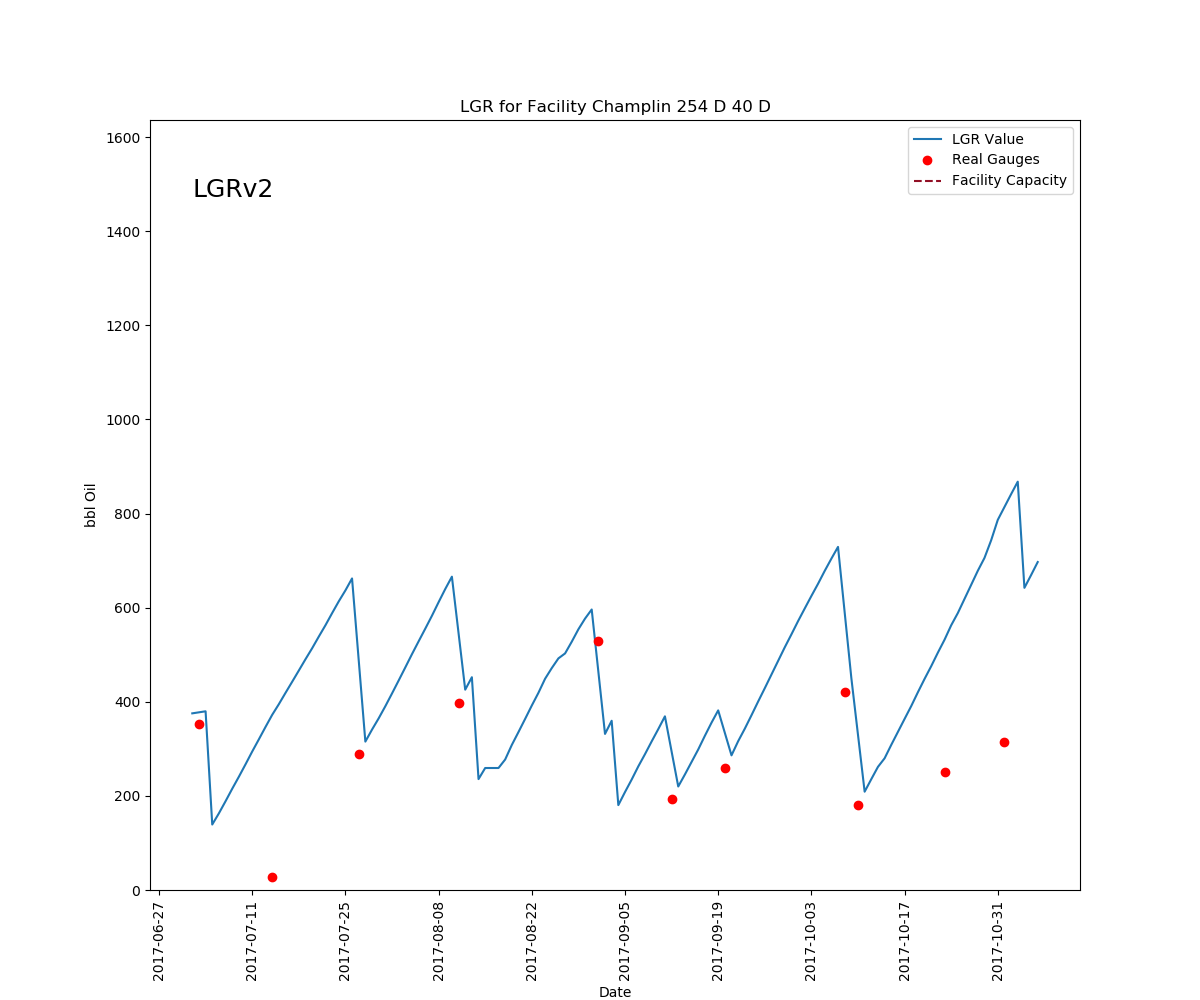 LGR for Facility Champlin 254 D 40 D
LGR Value
Real Gauges
Facility Capacity
LGRv2
1600
1400
1200
1000
800
600
400
200
0
bbl Oil
2017-06-27
2017-07-11
2017-07-25
2017-08-08
2017-08-22
2017-09-05
2017-09-19
2017-10-03
2017-10-17
2017-10-31
Date